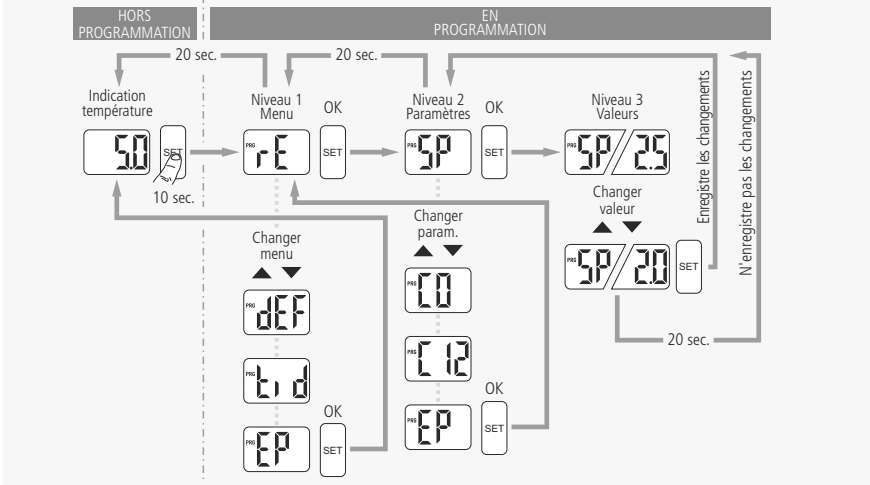 HORS
PROGRAMMATION
EN
PROGRAMMATION
20 sec.
20 sec.
Indication
température
Niveau 1
Menu
OK
Niveau 2
Paramètres
OK
Niveau 3
Valeurs
5.0
SET
10 sec.
PRG rE
SET
PRG SP
SET
PRG SP 2.5
Enregistre les changements
N'enregistre pas les changements
Changer
menu
Changer
param.
Changer
valeur
PRG SP 2.0
SET
20 sec.
PRG dEF
PRG C0
PRG tid
PRG C12
OK
PRG EP
SET
OK
PRG EP
SET